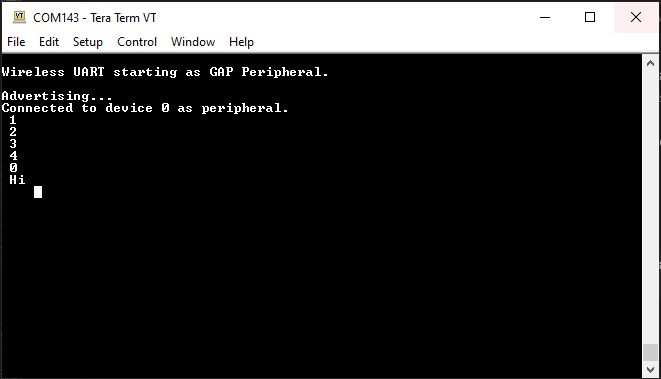 COM143 - Tera Term VT
File Edit Setup Control Window Help
Wireless UART starting as GAP Peripheral.
Advertising...
Connected to device 0 as peripheral.
1
2
3
4
0
Hi